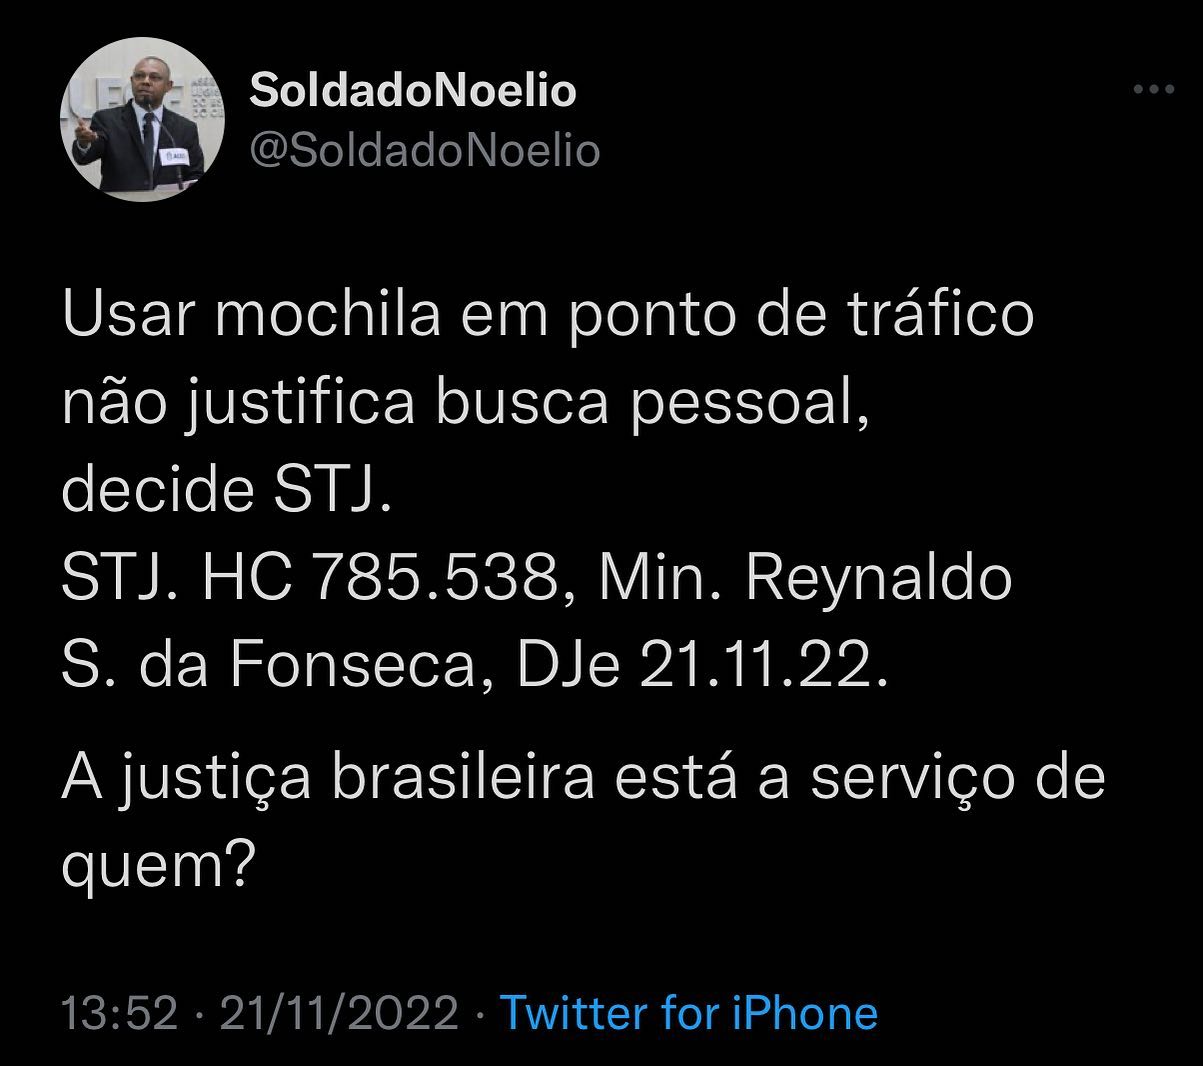 SoldadoNoelio
@SoldadoNoelio
Usar mochila em ponto de tráfico
não justifica busca pessoal,
decide STJ.
STJ. HC 785.538, Min. Reynaldo
S. da Fonseca, DJe 21.11.22.
A justiça brasileira está a serviço de
quem?
13:52 · 21/11/2022 · Twitter for iPhone